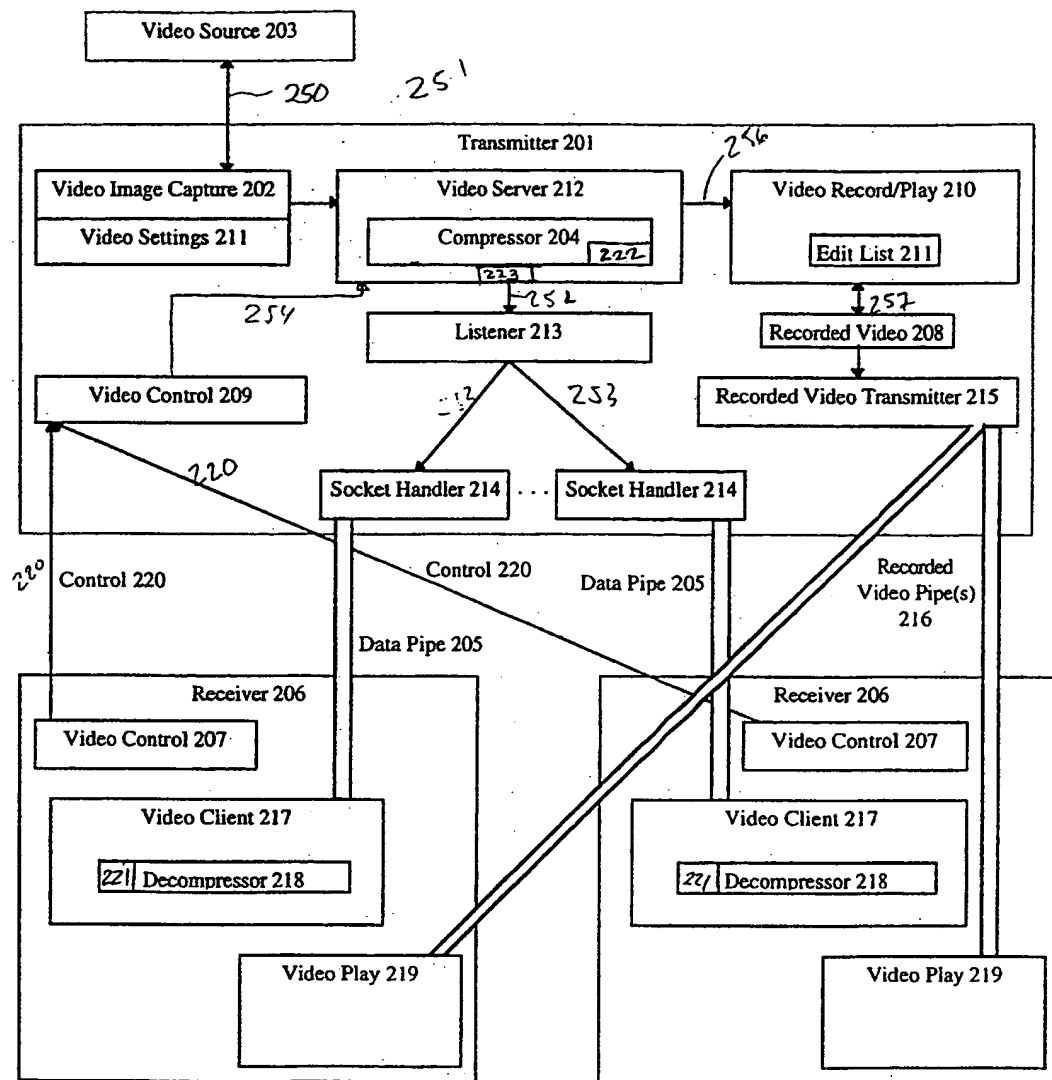 Video Source 203
250
251
Transmitter 201
256
Video Image Capture 202
Video Settings 211
Video Server 212
Compressor 204
222
223
Video Record/Play 210
Edit List 211
254
252
257
Listener 213
Recorded Video 208
Video Control 209
253
Recorded Video Transmitter 215
220
Socket Handler 214
...
Socket Handler 214
220
Control 220
Control 220
Data Pipe 205
Recorded
Video Pipe(s)
216
Data Pipe 205
Receiver 206
Receiver 206
Video Control 207
Video Control 207
Video Client 217
Video Client 217
221
Decompressor 218
221
Decompressor 218
Video Play 219
Video Play 219